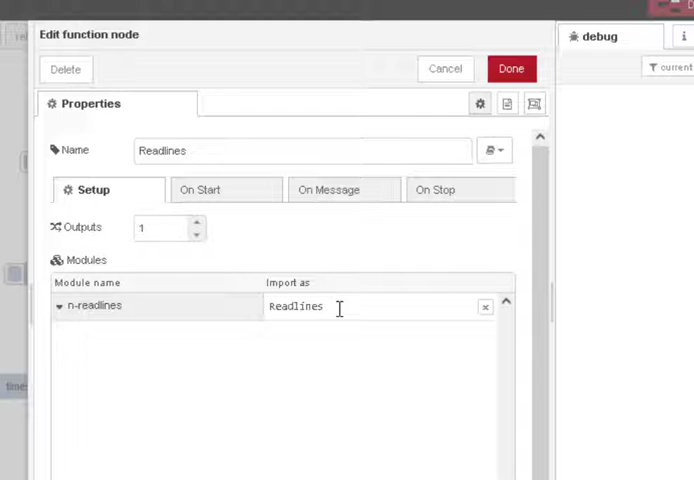 Edit function node
debug
i
Delete
Cancel
Done
current
Properties
Name
Readlines
Setup
On Start
On Message
On Stop
Outputs
1
Modules
Module name
Import as
n-readlines
Readlines
x
times